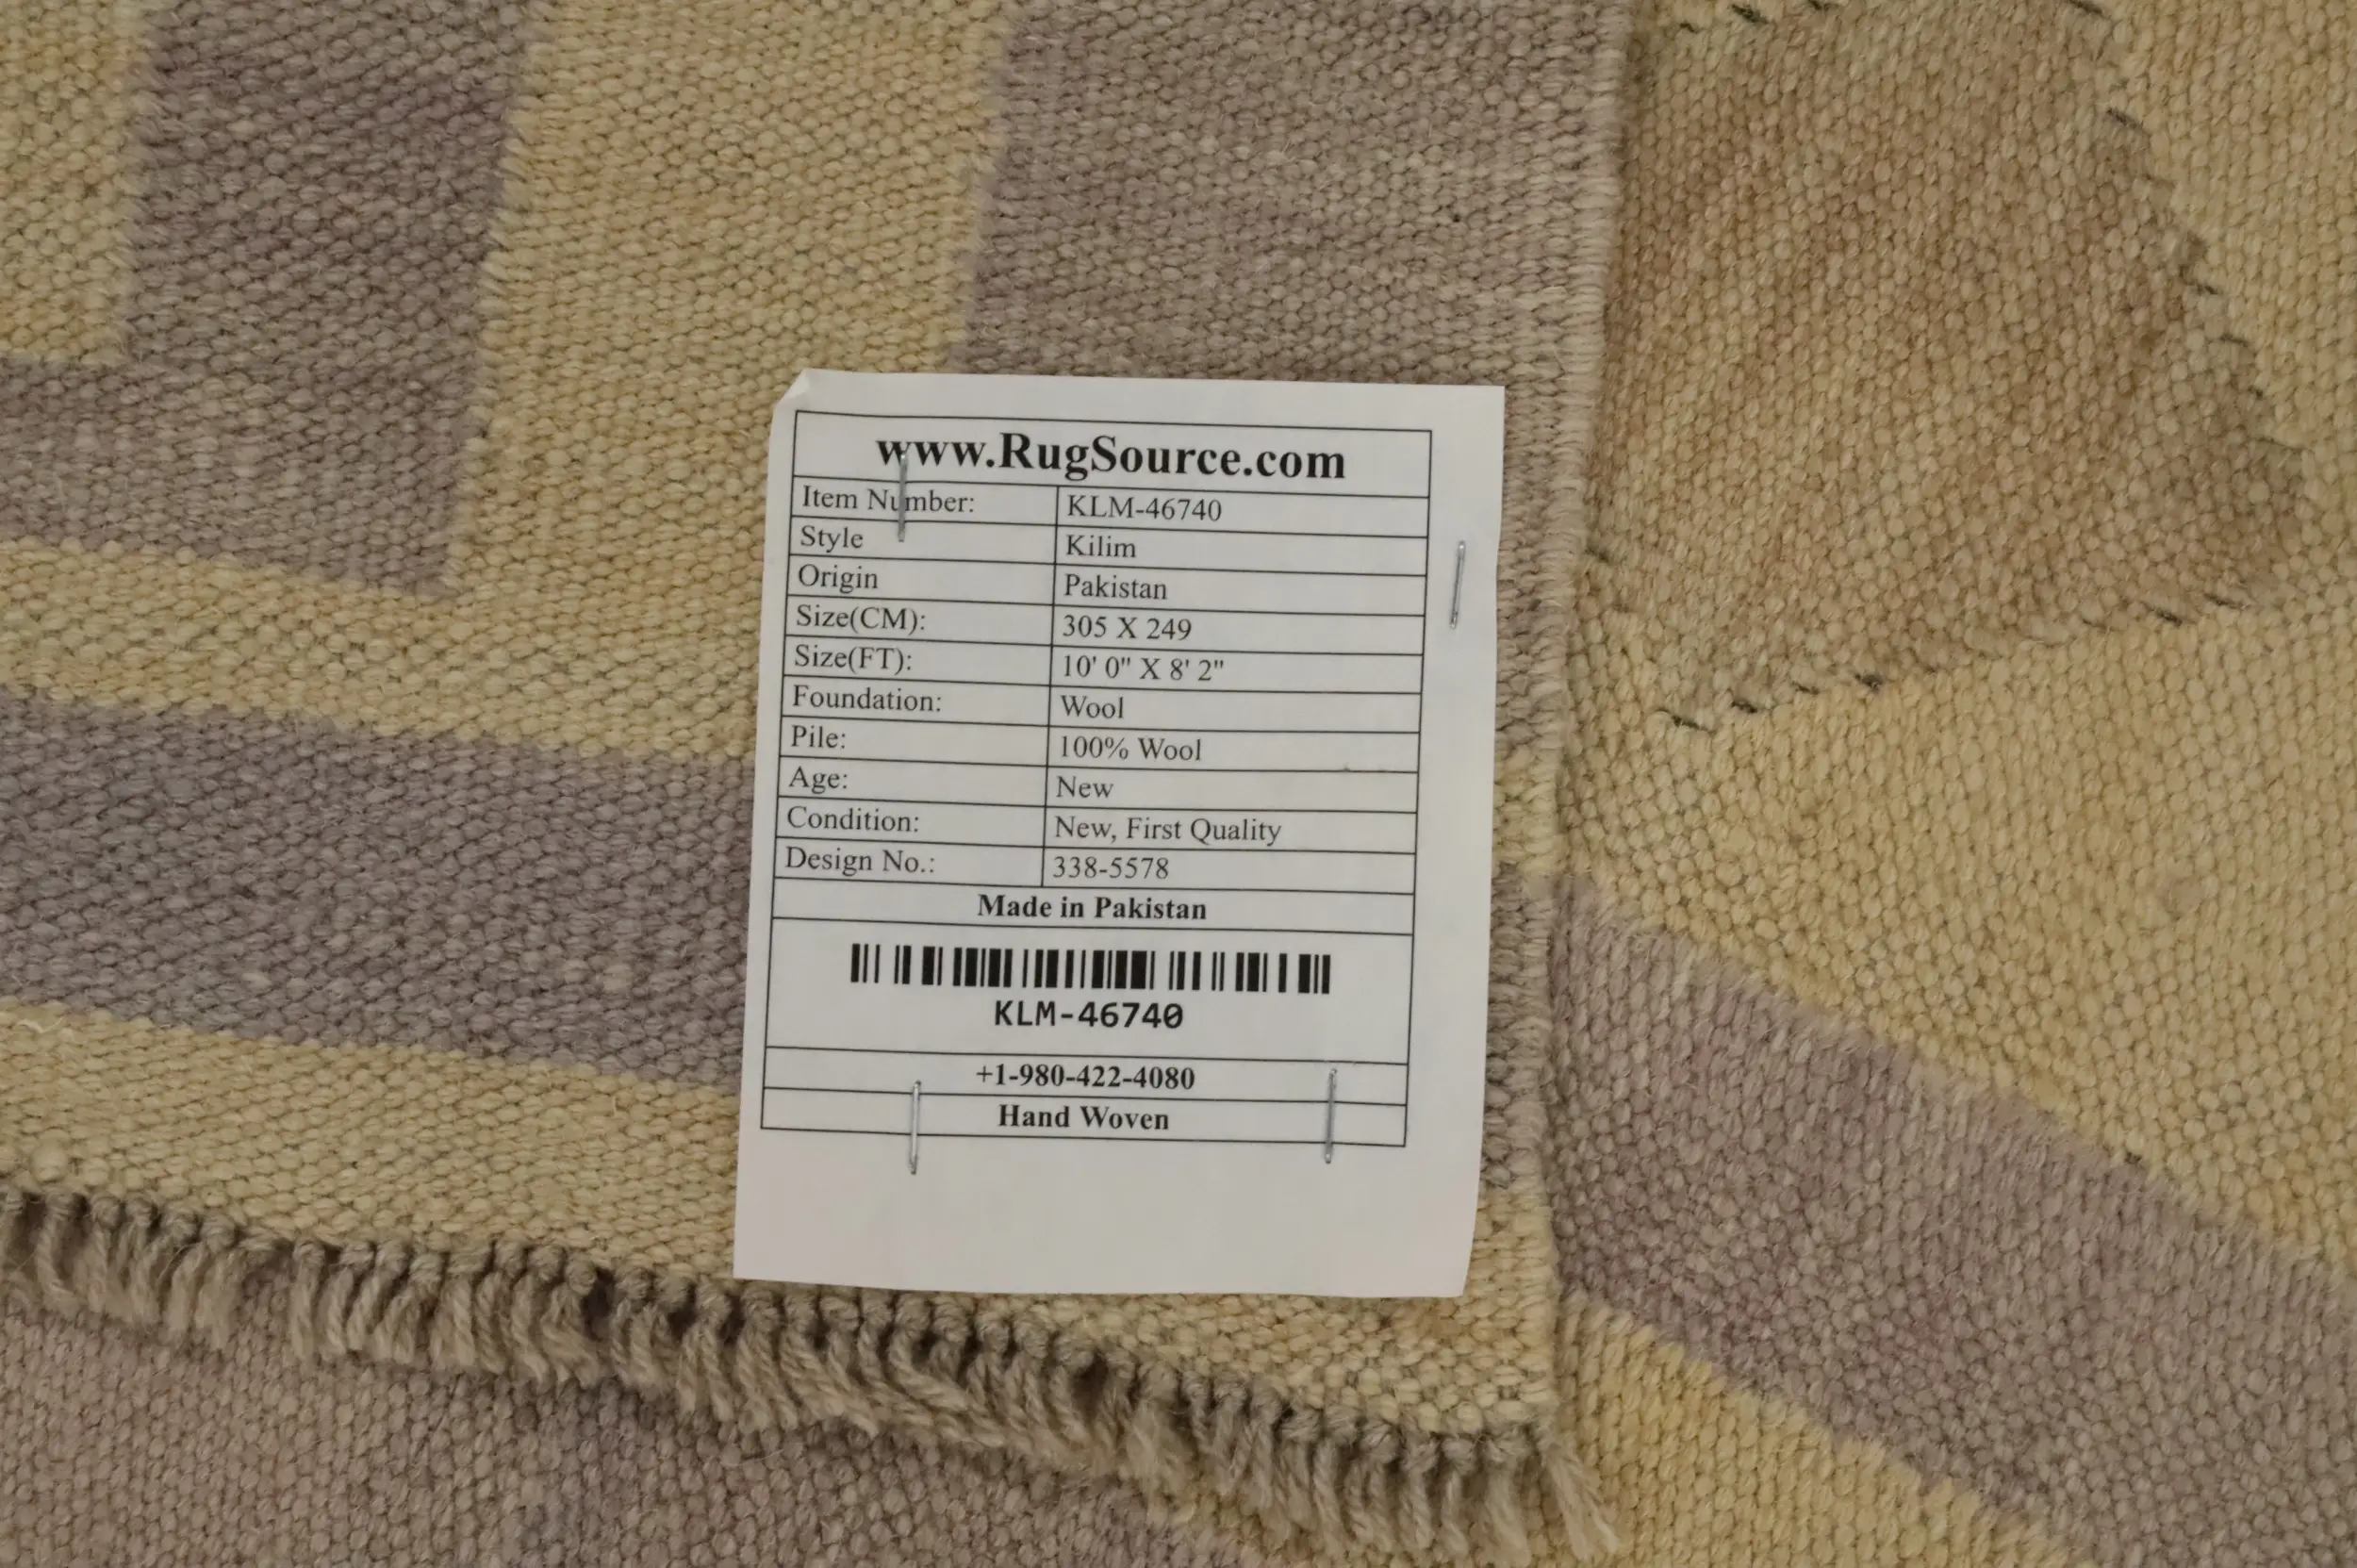 www.RugSource.com
Item Number: KLM-46740
Style Kilim
Origin Pakistan
Size(CM): 305 X 249
Size(FT): 10' 0" X 8' 2"
Foundation: Wool
Pile: 100% Wool
Age: New
Condition: New, First Quality
Design No.: 338-5578
Made in Pakistan
KLM-46740
+1-980-422-4080
Hand Woven